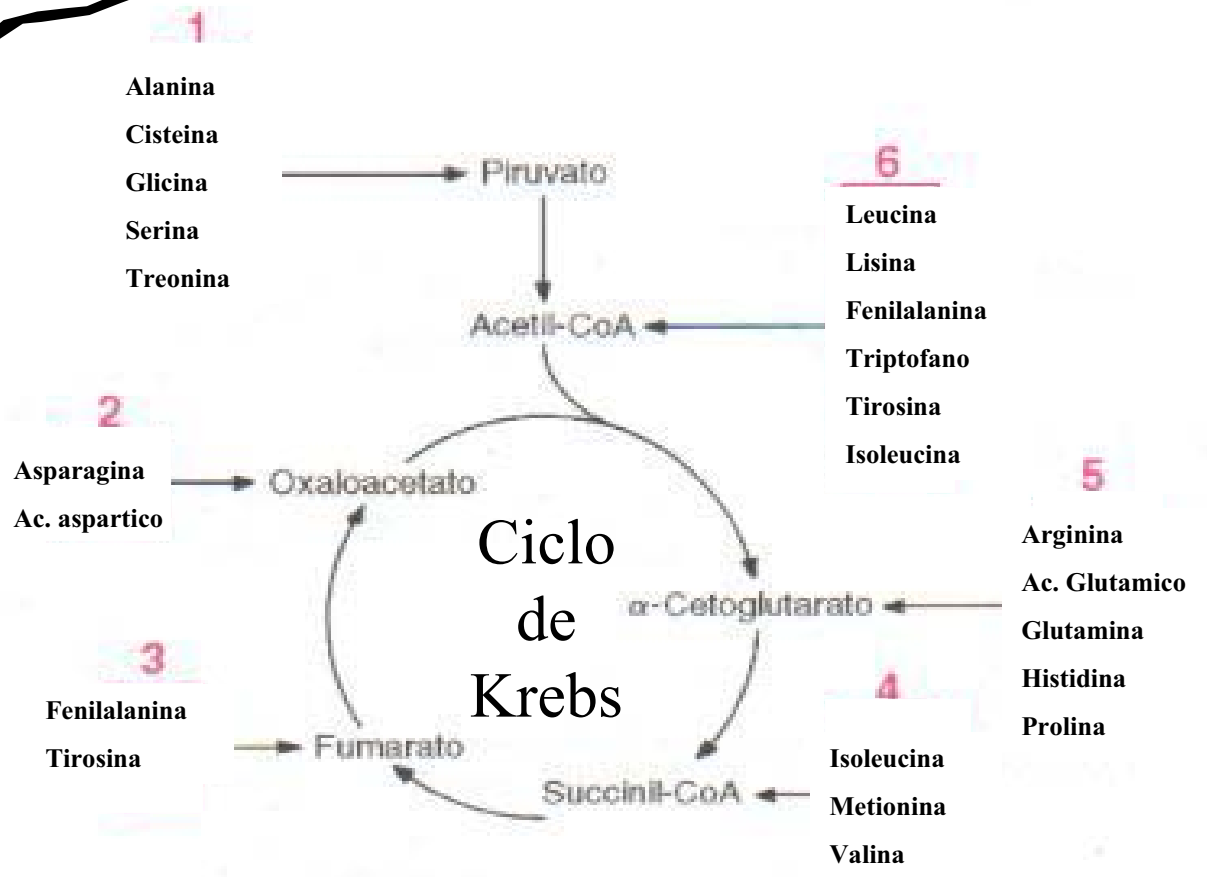 1
Alanina
Cisteina
Glicina
Serina
Treonina
Piruvato
6
Leucina
Lisina
Fenilalanina
Triptofano
Tirosina
Isoleucina
Acetil-CoA
2
Asparagina
Ac. aspartico
Oxaloacetato
Ciclo
de
Krebs
5
Arginina
Ac. Glutamico
Glutamina
Histidina
Prolina
α-Cetoglutarato
3
Fenilalanina
Tirosina
Fumarato
4
Isoleucina
Metionina
Valina
Succinil-CoA